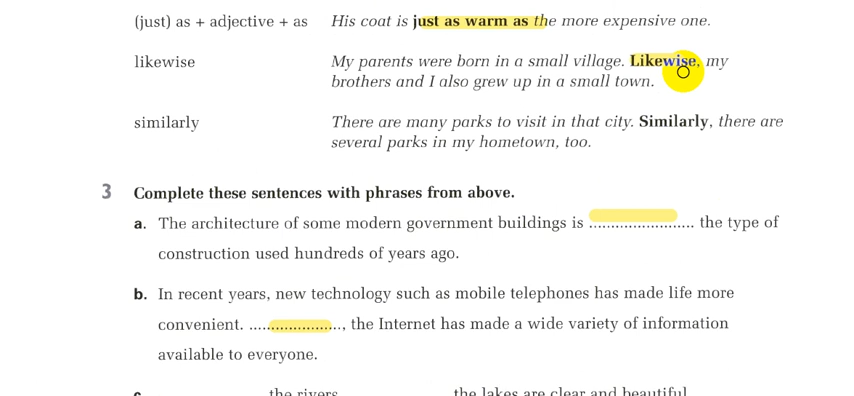 (just) as + adjective + as His coat is just as warm as the more expensive one.
likewise My parents were born in a small village. Likewise, my
brothers and I also grew up in a small town.
similarly There are many parks to visit in that city. Similarly, there are
several parks in my hometown, too.
3 Complete these sentences with phrases from above.
a. The architecture of some modern government buildings is ........................ the type of
construction used hundreds of years ago.
b. In recent years, new technology such as mobile telephones has made life more
convenient. ....................., the Internet has made a wide variety of information
available to everyone.
c. the rivers the lakes are clear and beautiful